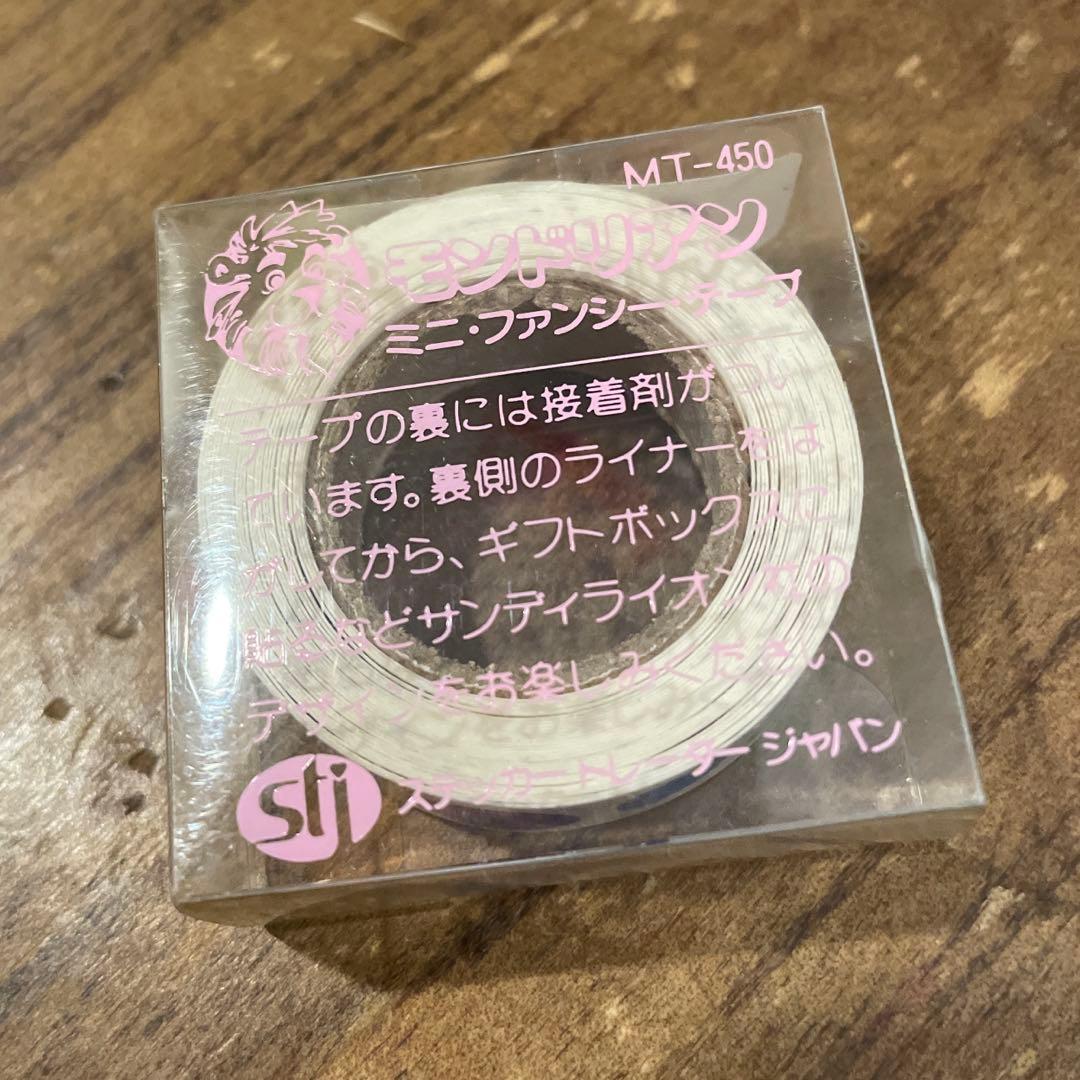 MT-450
モンドリアン
ミニ・ファンシーテープ
テープの裏には接着剤がつい
ています。裏側のライナーをは
がしてから、ギフトボックスに
貼るなどサンディライオン社の
デザインをお楽しみください。
stj ステッカートレーダージャパン